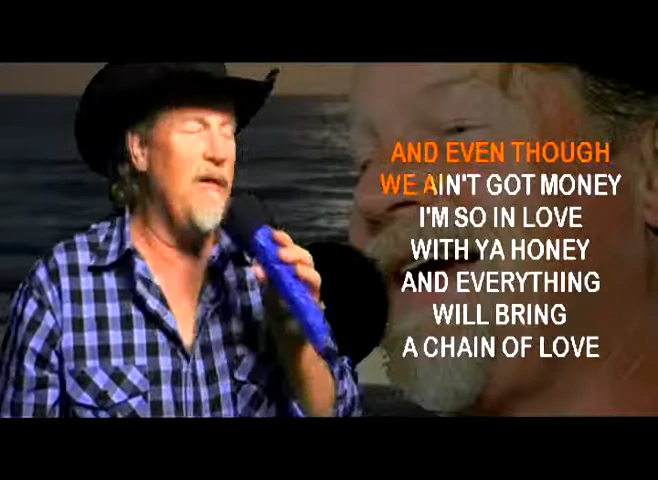 AND EVEN THOUGH
WE AIN'T GOT MONEY
I'M SO IN LOVE
WITH YA HONEY
AND EVERYTHING
WILL BRING
A CHAIN OF LOVE